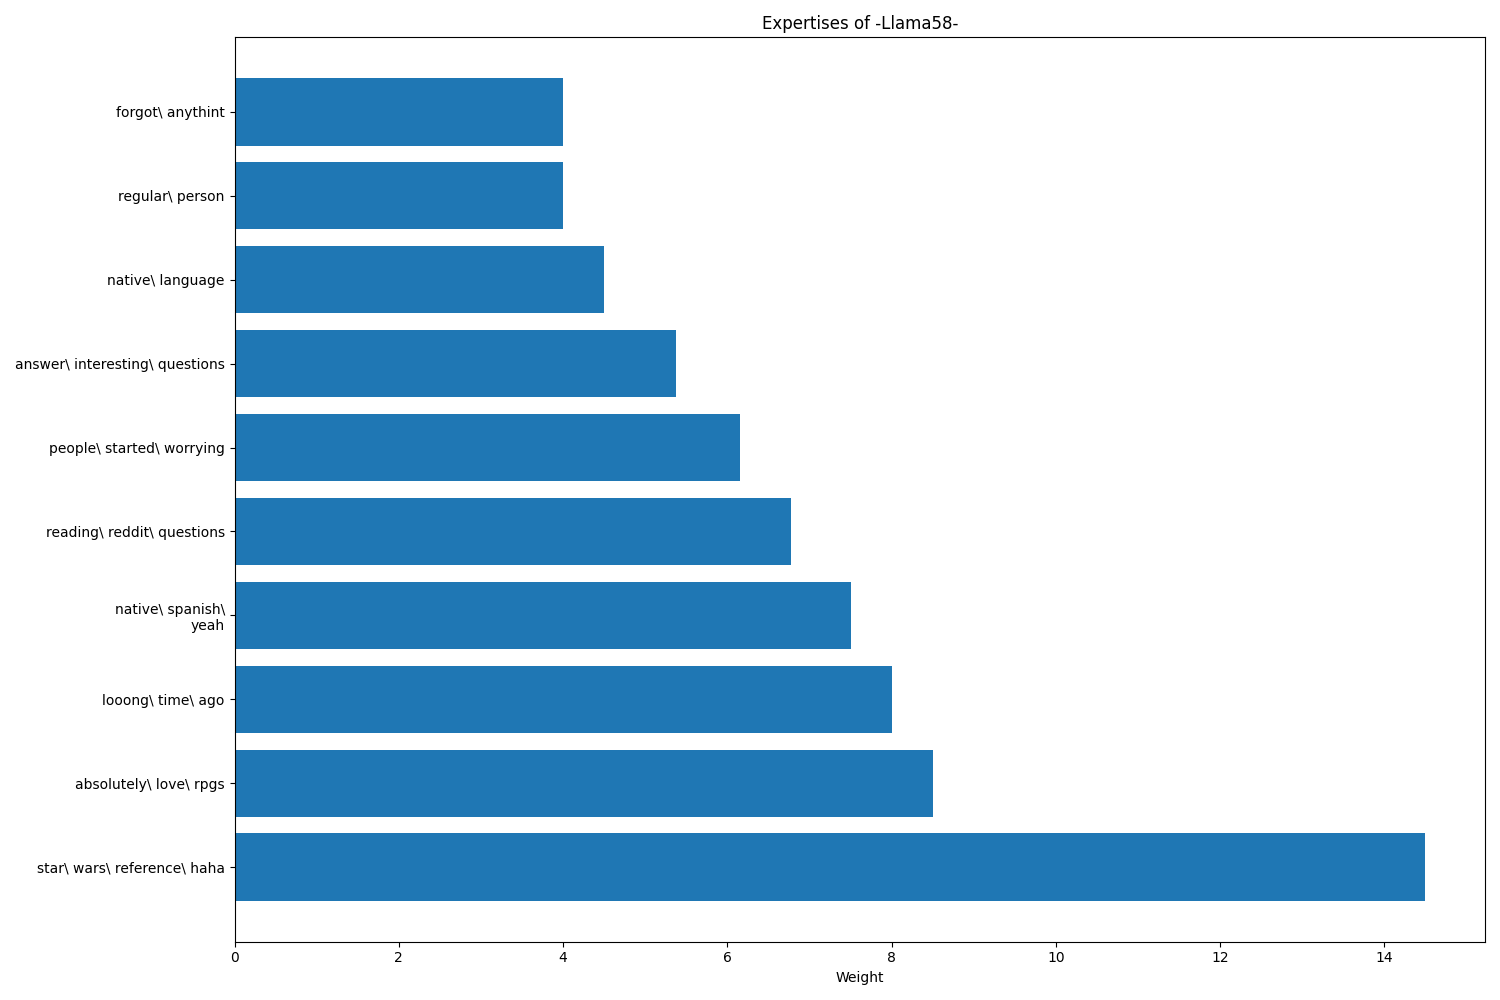 Expertises of -Llama58-
forgot\ anythint
regular\ person
native\ language
answer\ interesting\ questions
people\ started\ worrying
reading\ reddit\ questions
native\ spanish\
yeah
looong\ time\ ago
absolutely\ love\ rpgs
star\ wars\ reference\ haha
0 2 4 6 8 10 12 14
Weight